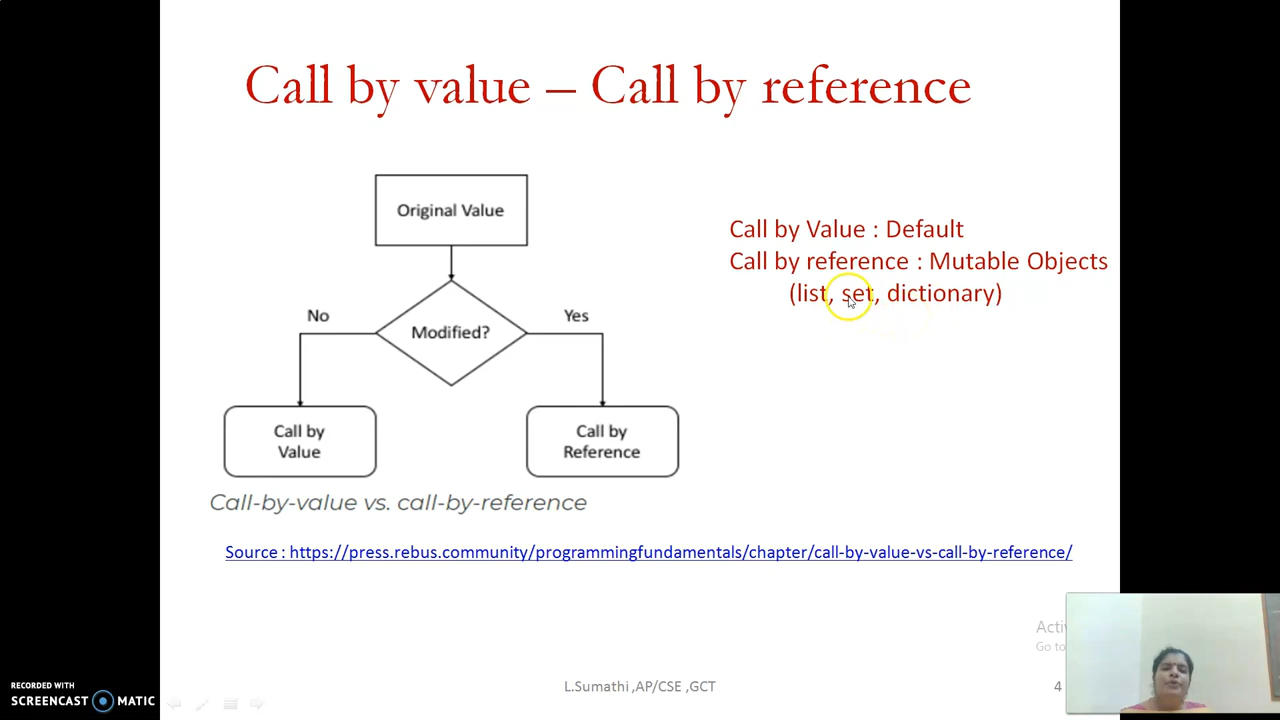 Call by value – Call by reference
Original Value
Call by Value : Default
Call by reference : Mutable Objects
(list, set, dictionary)
No
Modified?
Yes
Call by
Value
Call by
Reference
Call-by-value vs. call-by-reference
Source : https://press.rebus.community/programmingfundamentals/chapter/call-by-value-vs-call-by-reference/
Go to
L.Sumathi ,AP/CSE ,GCT
4
RECORDED WITH
SCREENCAST MATIC